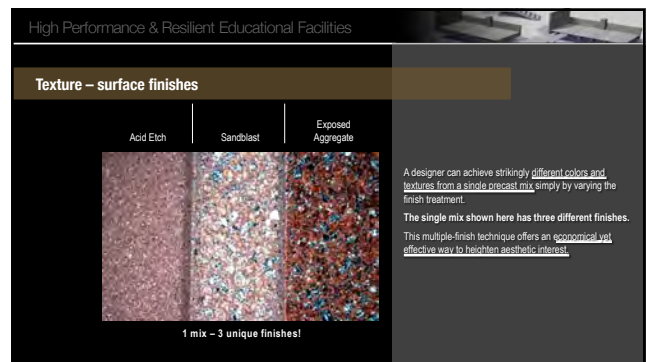 High Performance & Resilient Educational Facilities
Texture – surface finishes
Acid Etch
Sandblast
Exposed
Aggregate
A designer can achieve strikingly different colors and
textures from a single precast mix simply by varying the
finish treatment.
The single mix shown here has three different finishes.
This multiple-finish technique offers an economical yet
effective way to heighten aesthetic interest.
1 mix – 3 unique finishes!